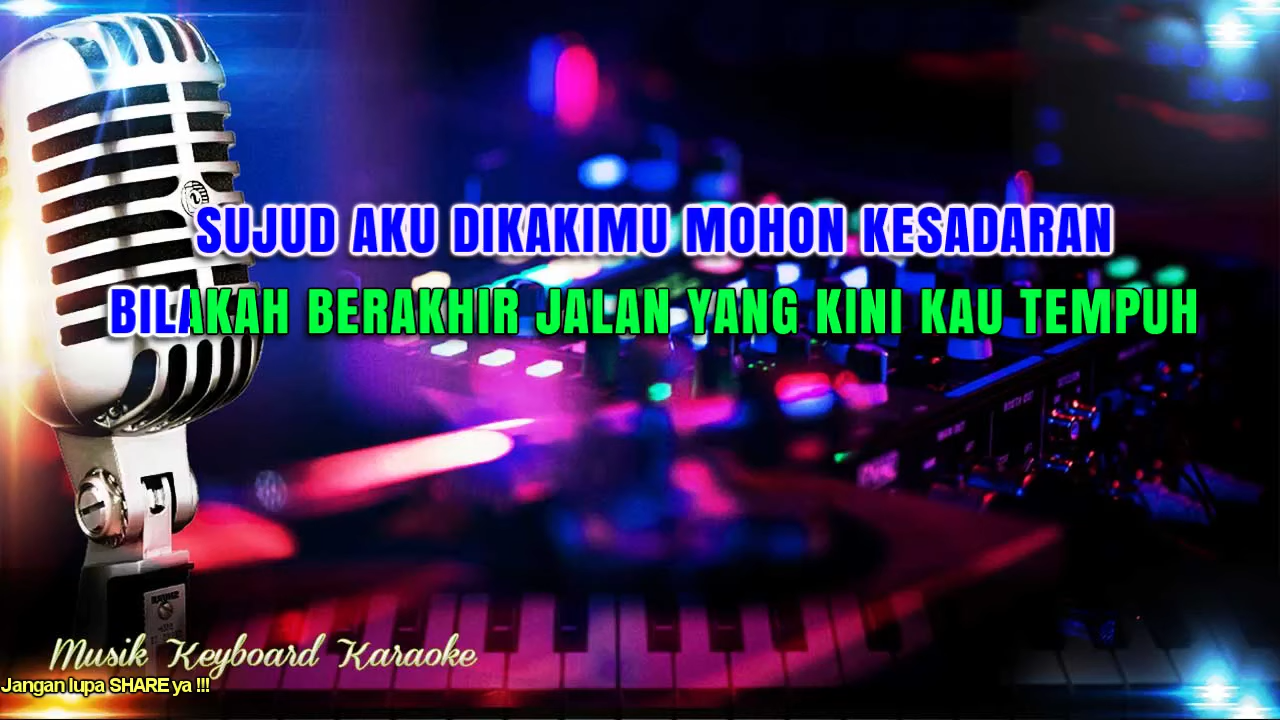 SUJUD AKU DIKAKIMU MOHON KESADARAN
BILAKAH BERAKHIR JALAN YANG KINI KAU TEMPUH
Musik Keyboard Karaoke
Jangan lupa SHARE ya !!!